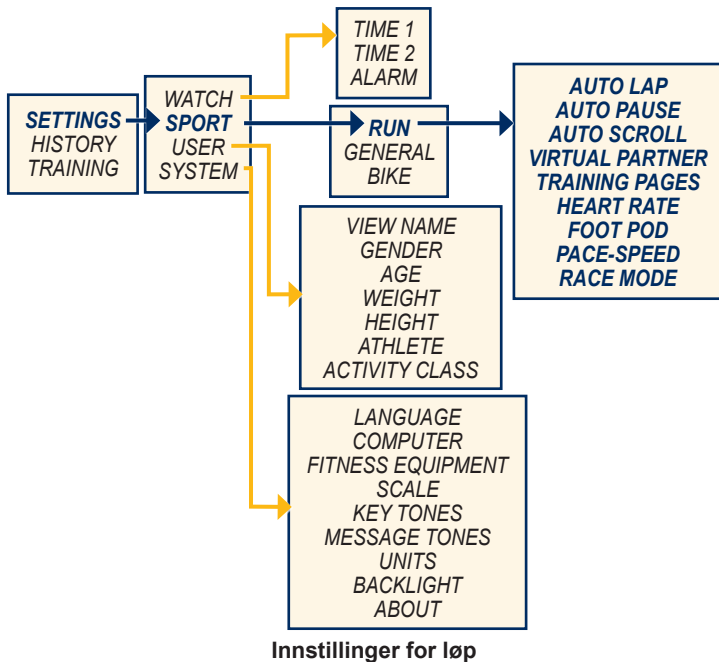 SETTINGS
HISTORY
TRAINING
WATCH
SPORT
USER
SYSTEM
TIME 1
TIME 2
ALARM
RUN
GENERAL
BIKE
AUTO LAP
AUTO PAUSE
AUTO SCROLL
VIRTUAL PARTNER
TRAINING PAGES
HEART RATE
FOOT POD
PACE-SPEED
RACE MODE
VIEW NAME
GENDER
AGE
WEIGHT
HEIGHT
ATHLETE
ACTIVITY CLASS
LANGUAGE
COMPUTER
FITNESS EQUIPMENT
SCALE
KEY TONES
MESSAGE TONES
UNITS
BACKLIGHT
ABOUT
Innstillinger for løp